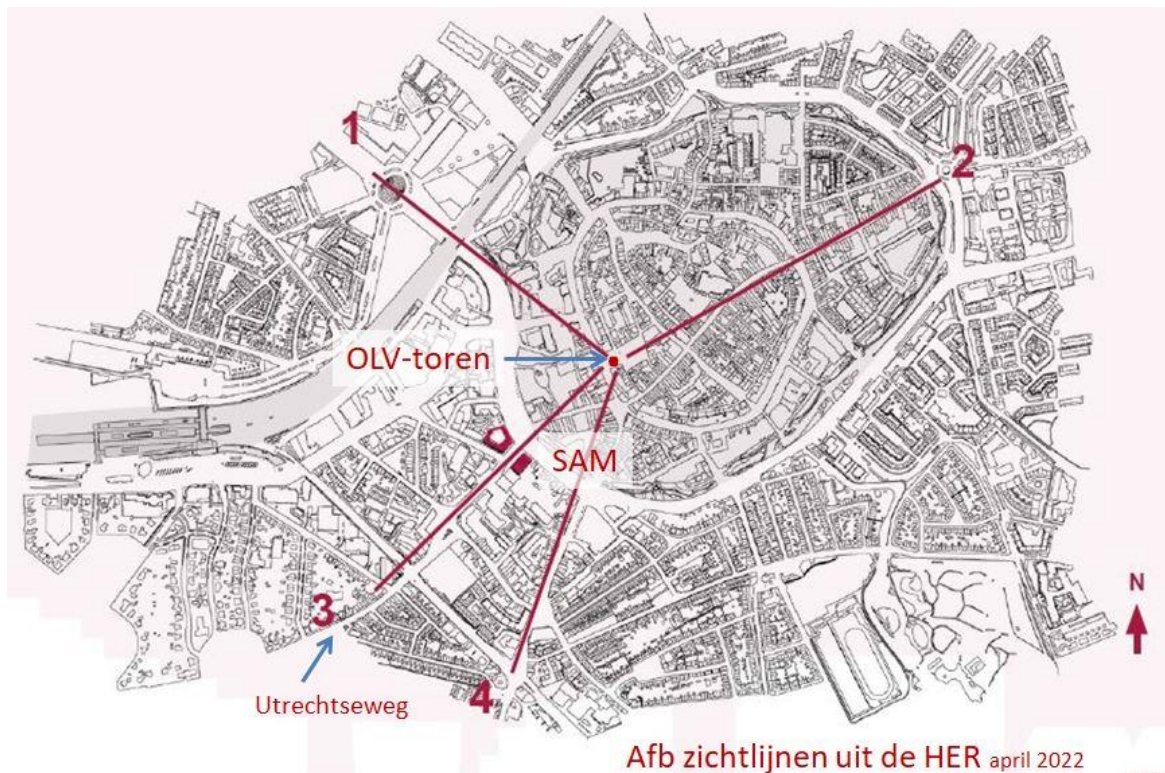 1
2
OLV-toren
SAM
3
N
Utrechtseweg
4
Afb zichtlijnen uit de HER april 2022